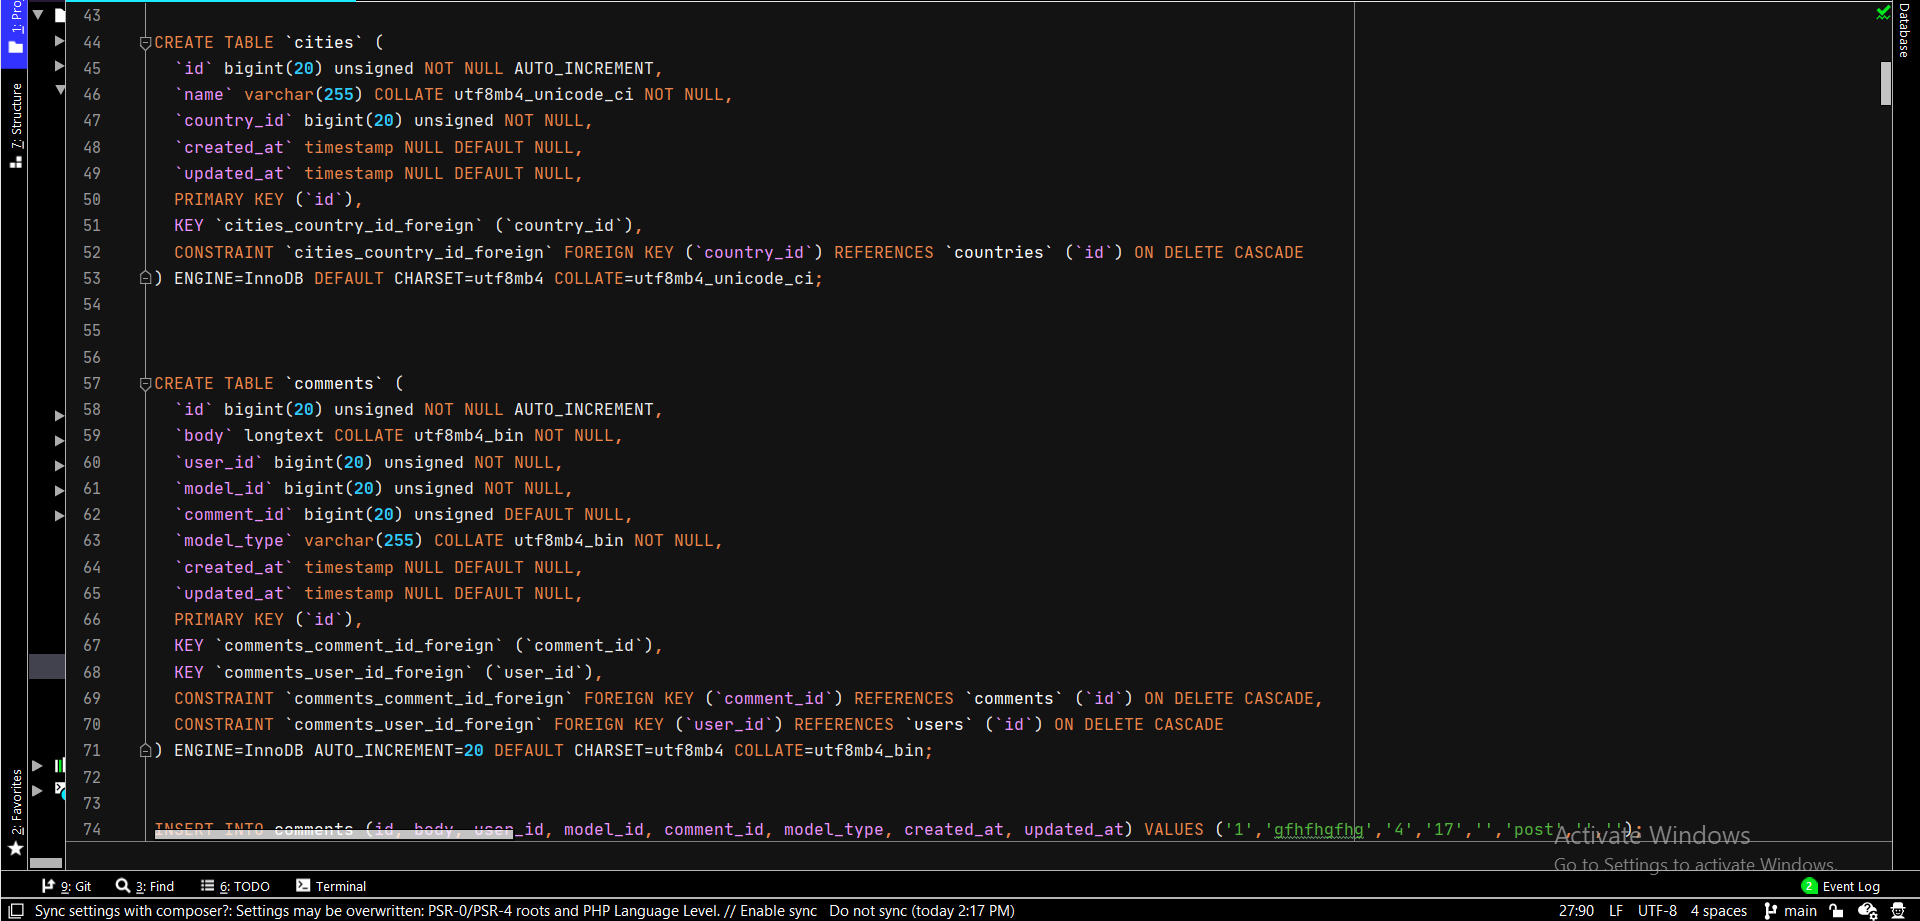 1: Pro
7: Structure
2: Favorites
Database
43
44 CREATE TABLE `cities` (
45 `id` bigint(20) unsigned NOT NULL AUTO_INCREMENT,
46 `name` varchar(255) COLLATE utf8mb4_unicode_ci NOT NULL,
47 `country_id` bigint(20) unsigned NOT NULL,
48 `created_at` timestamp NULL DEFAULT NULL,
49 `updated_at` timestamp NULL DEFAULT NULL,
50 PRIMARY KEY (`id`),
51 KEY `cities_country_id_foreign` (`country_id`),
52 CONSTRAINT `cities_country_id_foreign` FOREIGN KEY (`country_id`) REFERENCES `countries` (`id`) ON DELETE CASCADE
53 ) ENGINE=InnoDB DEFAULT CHARSET=utf8mb4 COLLATE=utf8mb4_unicode_ci;
54
55
56
57 CREATE TABLE `comments` (
58 `id` bigint(20) unsigned NOT NULL AUTO_INCREMENT,
59 `body` longtext COLLATE utf8mb4_bin NOT NULL,
60 `user_id` bigint(20) unsigned NOT NULL,
61 `model_id` bigint(20) unsigned NOT NULL,
62 `comment_id` bigint(20) unsigned DEFAULT NULL,
63 `model_type` varchar(255) COLLATE utf8mb4_bin NOT NULL,
64 `created_at` timestamp NULL DEFAULT NULL,
65 `updated_at` timestamp NULL DEFAULT NULL,
66 PRIMARY KEY (`id`),
67 KEY `comments_comment_id_foreign` (`comment_id`),
68 KEY `comments_user_id_foreign` (`user_id`),
69 CONSTRAINT `comments_comment_id_foreign` FOREIGN KEY (`comment_id`) REFERENCES `comments` (`id`) ON DELETE CASCADE,
70 CONSTRAINT `comments_user_id_foreign` FOREIGN KEY (`user_id`) REFERENCES `users` (`id`) ON DELETE CASCADE
71 ) ENGINE=InnoDB AUTO_INCREMENT=20 DEFAULT CHARSET=utf8mb4 COLLATE=utf8mb4_bin;
72
73
74 INSERT INTO comments (id, body, user_id, model_id, comment_id, model_type, created_at, updated_at) VALUES ('1','gfhfhgfhg','4','17','','post','','');
Activate Windows
Go to Settings to activate Windows.
9: Git 3: Find 6: TODO Terminal 2 Event Log
Sync settings with composer?: Settings may be overwritten: PSR-0/PSR-4 roots and PHP Language Level. // Enable sync Do not sync (today 2:17 PM) 27:90 LF UTF-8 4 spaces main